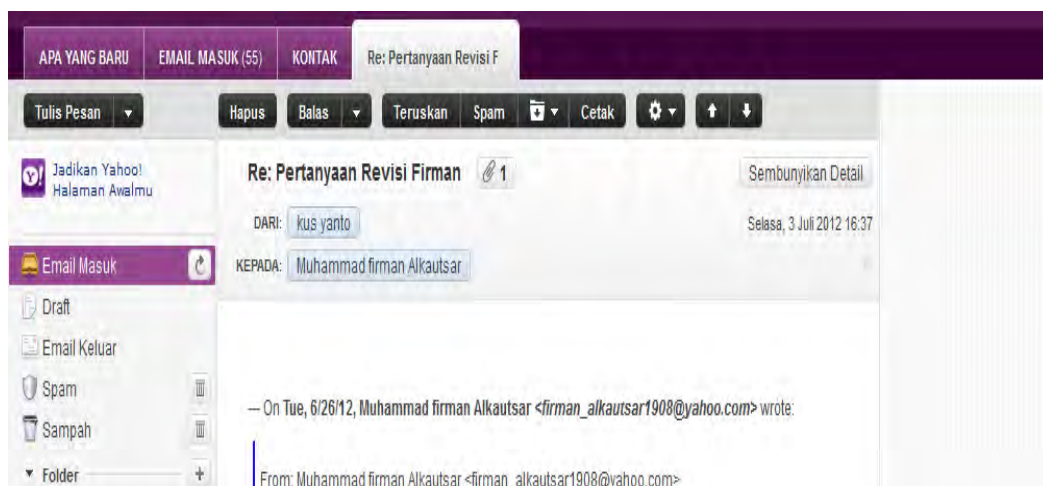 APA YANG BARU EMAIL MASUK (55) KONTAK Re: Pertanyaan Revisi F
Tulis Pesan Hapus Balas Teruskan Spam Cetak
Jadikan Yahoo!
Halaman Awalmu
Re: Pertanyaan Revisi Firman 1 Sembunyikan Detail
DARI: kus yanto Selasa, 3 Juli 2012 16:37
Email Masuk
KEPADA: Muhammad firman Alkautsar
Draft
Email Keluar
Spam
Sampah
Folder
— On Tue, 6/26/12, Muhammad firman Alkautsar <firman_alkautsar1908@yahoo.com> wrote:
From: Muhammad firman Alkautsar <firman_alkautsar1908@yahoo.com>